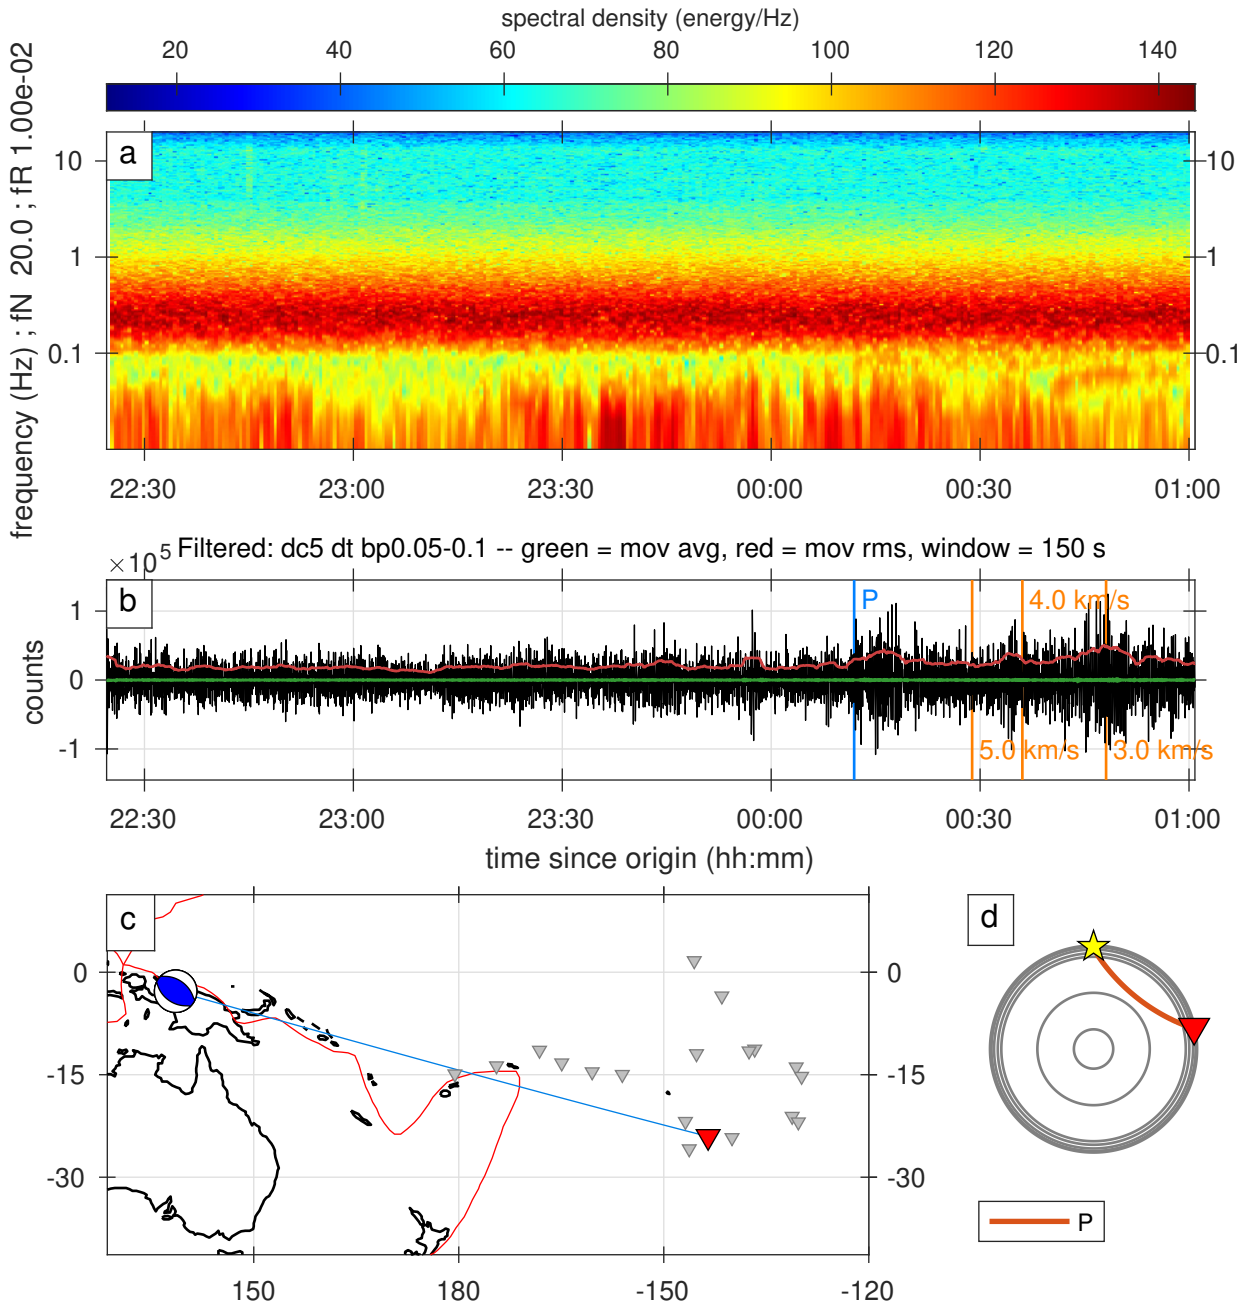 spectral density (energy/Hz)
20 40 60 80 100 120 140
frequency (Hz) ; fN 20.0 ; fR 1.00e-02
a
10 10
1 1
0.1 0.1
22:30 23:00 23:30 00:00 00:30 01:00
×10^5 Filtered: dc5 dt bp0.05-0.1 -- green = mov avg, red = mov rms, window = 150 s
b
P
4.0 km/s
counts
1
0
-1
5.0 km/s
3.0 km/s
22:30 23:00 23:30 00:00 00:30 01:00
time since origin (hh:mm)
c
d
0 0
-15 -15
-30 -30
150 180 -150 -120
P